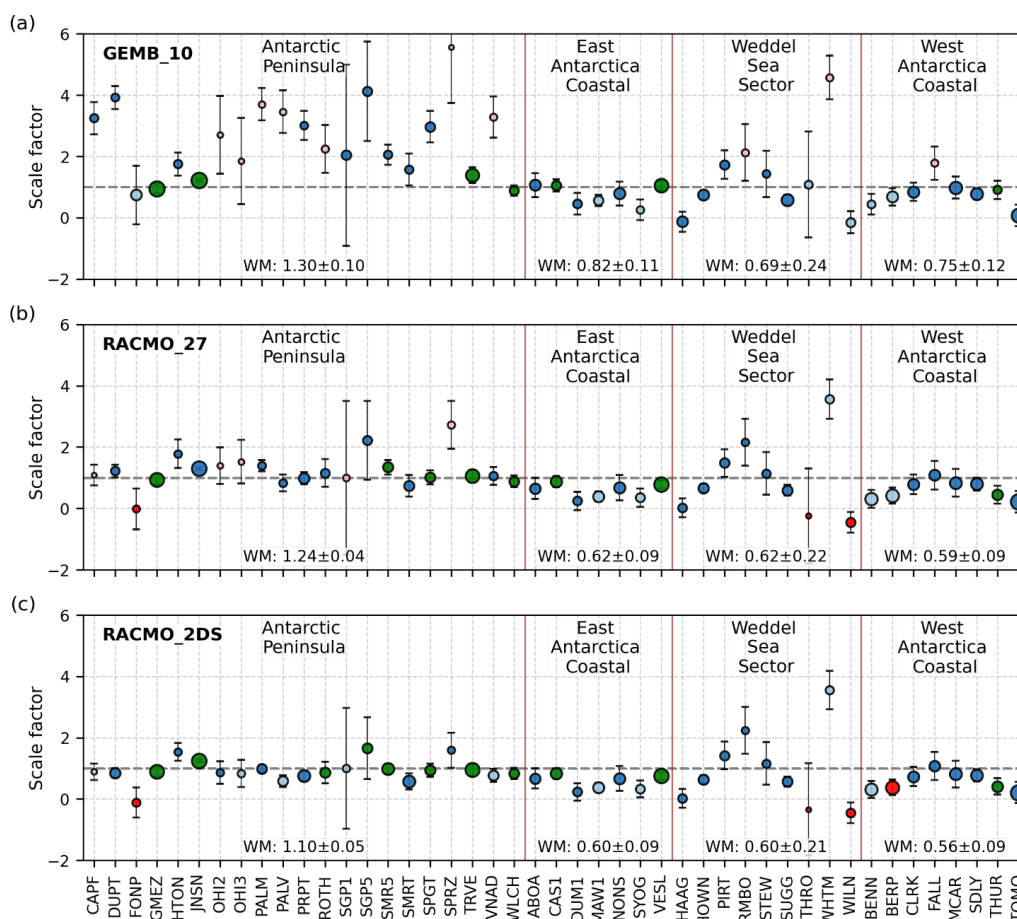 (a)
GEMB_10
Antarctic
Peninsula
East
Antarctica
Coastal
Weddel
Sea
Sector
West
Antarctica
Coastal
Scale factor
6
4
2
0
−2
WM: 1.30±0.10
WM: 0.82±0.11
WM: 0.69±0.24
WM: 0.75±0.12
(b)
RACMO_27
Antarctic
Peninsula
East
Antarctica
Coastal
Weddel
Sea
Sector
West
Antarctica
Coastal
Scale factor
6
4
2
0
−2
WM: 1.24±0.04
WM: 0.62±0.09
WM: 0.62±0.22
WM: 0.59±0.09
(c)
RACMO_2DS
Antarctic
Peninsula
East
Antarctica
Coastal
Weddel
Sea
Sector
West
Antarctica
Coastal
Scale factor
6
4
2
0
−2
WM: 1.10±0.05
WM: 0.60±0.09
WM: 0.60±0.21
WM: 0.56±0.09
CAPF
DUPT
FONP
GMEZ
HTON
JNSN
OHI2
OHI3
PALM
PALV
PRPT
ROTH
SGP1
SGP5
SMR5
SMRT
SPGT
SPRZ
TRVE
VNAD
WLCH
ABOA
CAS1
DUM1
MAW1
NONS
SYOG
VESL
HAAG
HOWN
PIRT
RMBO
STEW
SUGG
THRO
WHTM
WILN
BENN
BERP
CLRK
FALL
MCAR
SDLY
THUR